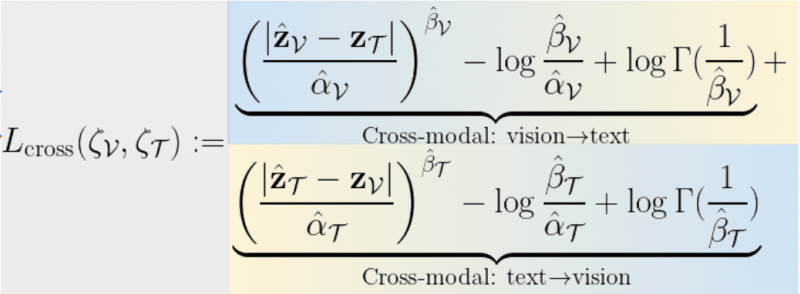 (|ẑ_𝒱 − z_𝒯| / α̂_𝒱)^β̂_𝒱 − log β̂_𝒱 / α̂_𝒱 + log Γ(1 / β̂_𝒱) +
Cross-modal: vision→text
L_cross(ζ_𝒱, ζ_𝒯) :=
(|ẑ_𝒯 − z_𝒱| / α̂_𝒯)^β̂_𝒯 − log β̂_𝒯 / α̂_𝒯 + log Γ(1 / β̂_𝒯)
Cross-modal: text→vision